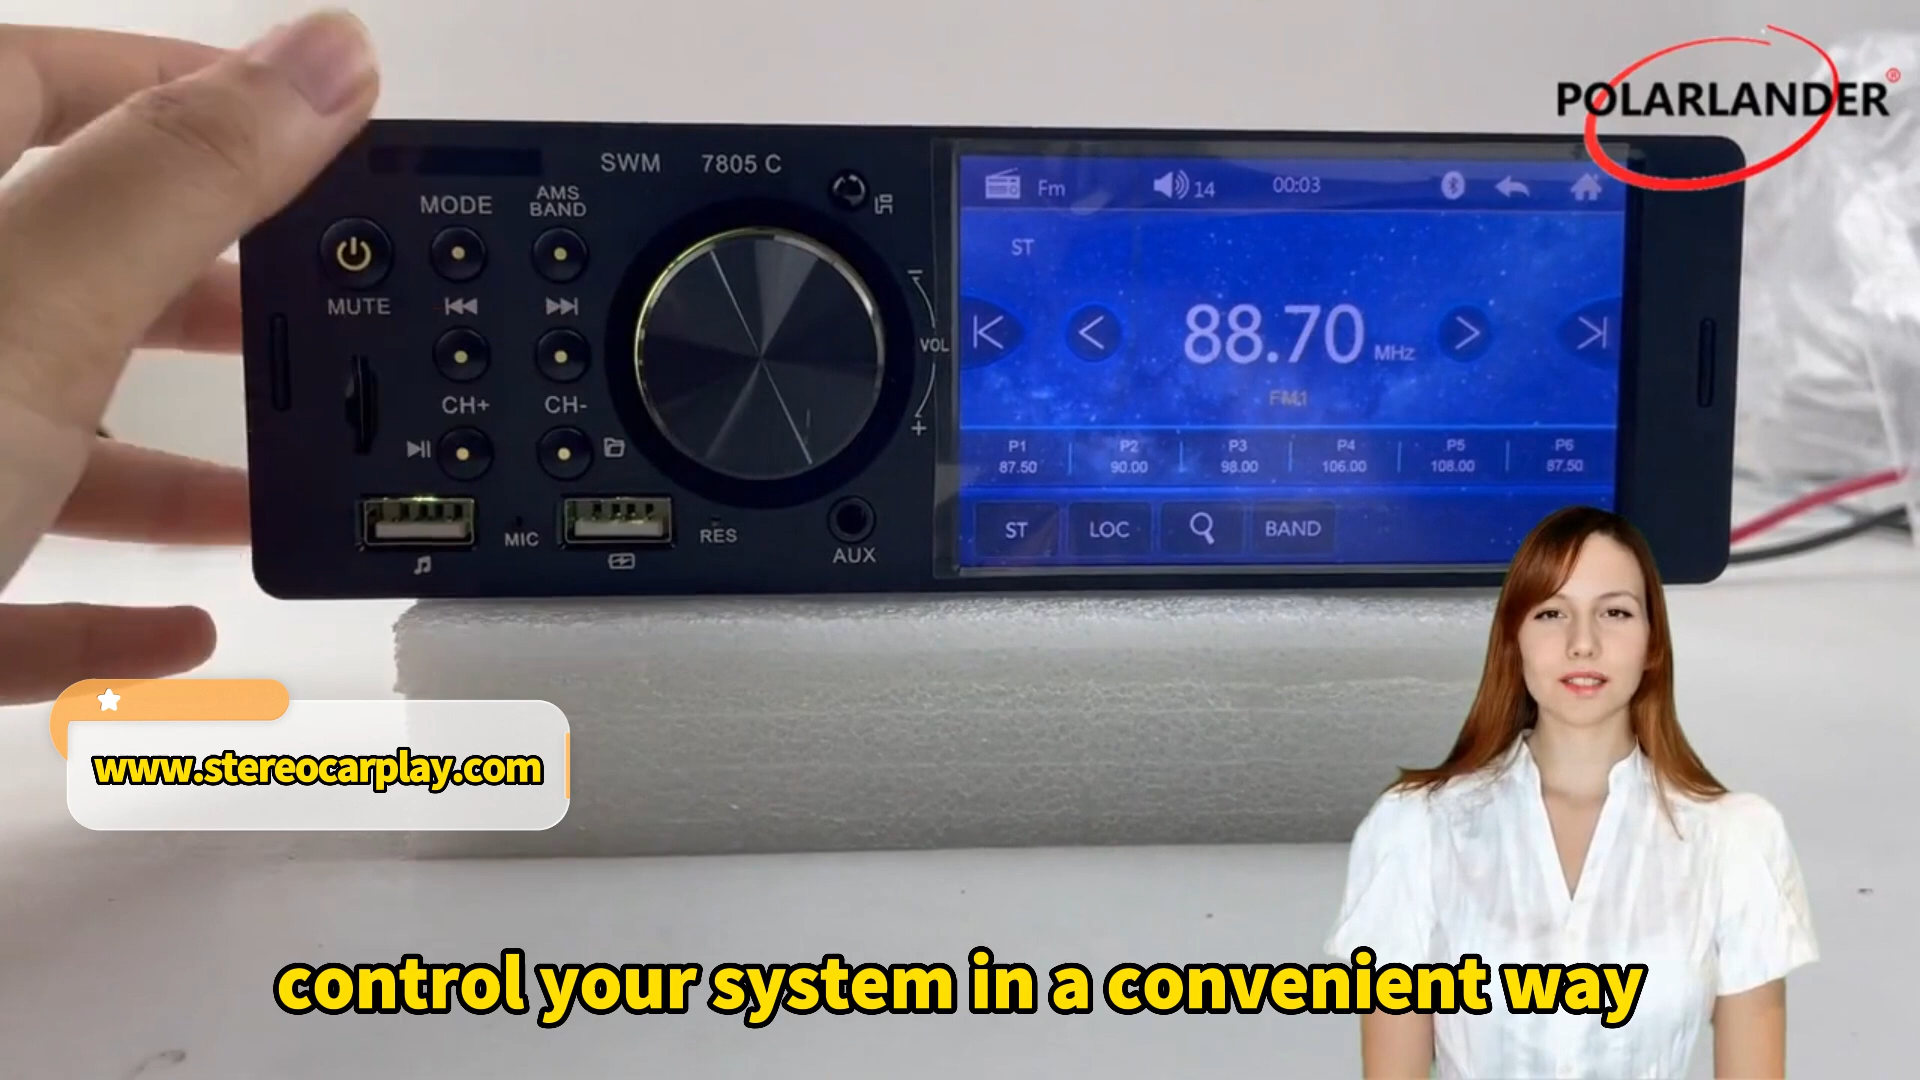 POLARLANDER®
SWM 7805 C
MODE
AMS
BAND
MUTE
CH+
CH-
MIC
RES
AUX
VOL
Fm
14
00:03
ST
88.70 MHz
FM1
P1 P2 P3 P4 P5 P6
87.50 90.00 98.00 106.00 108.00 87.50
ST LOC BAND
www.stereocarplay.com
control your system in a convenient way